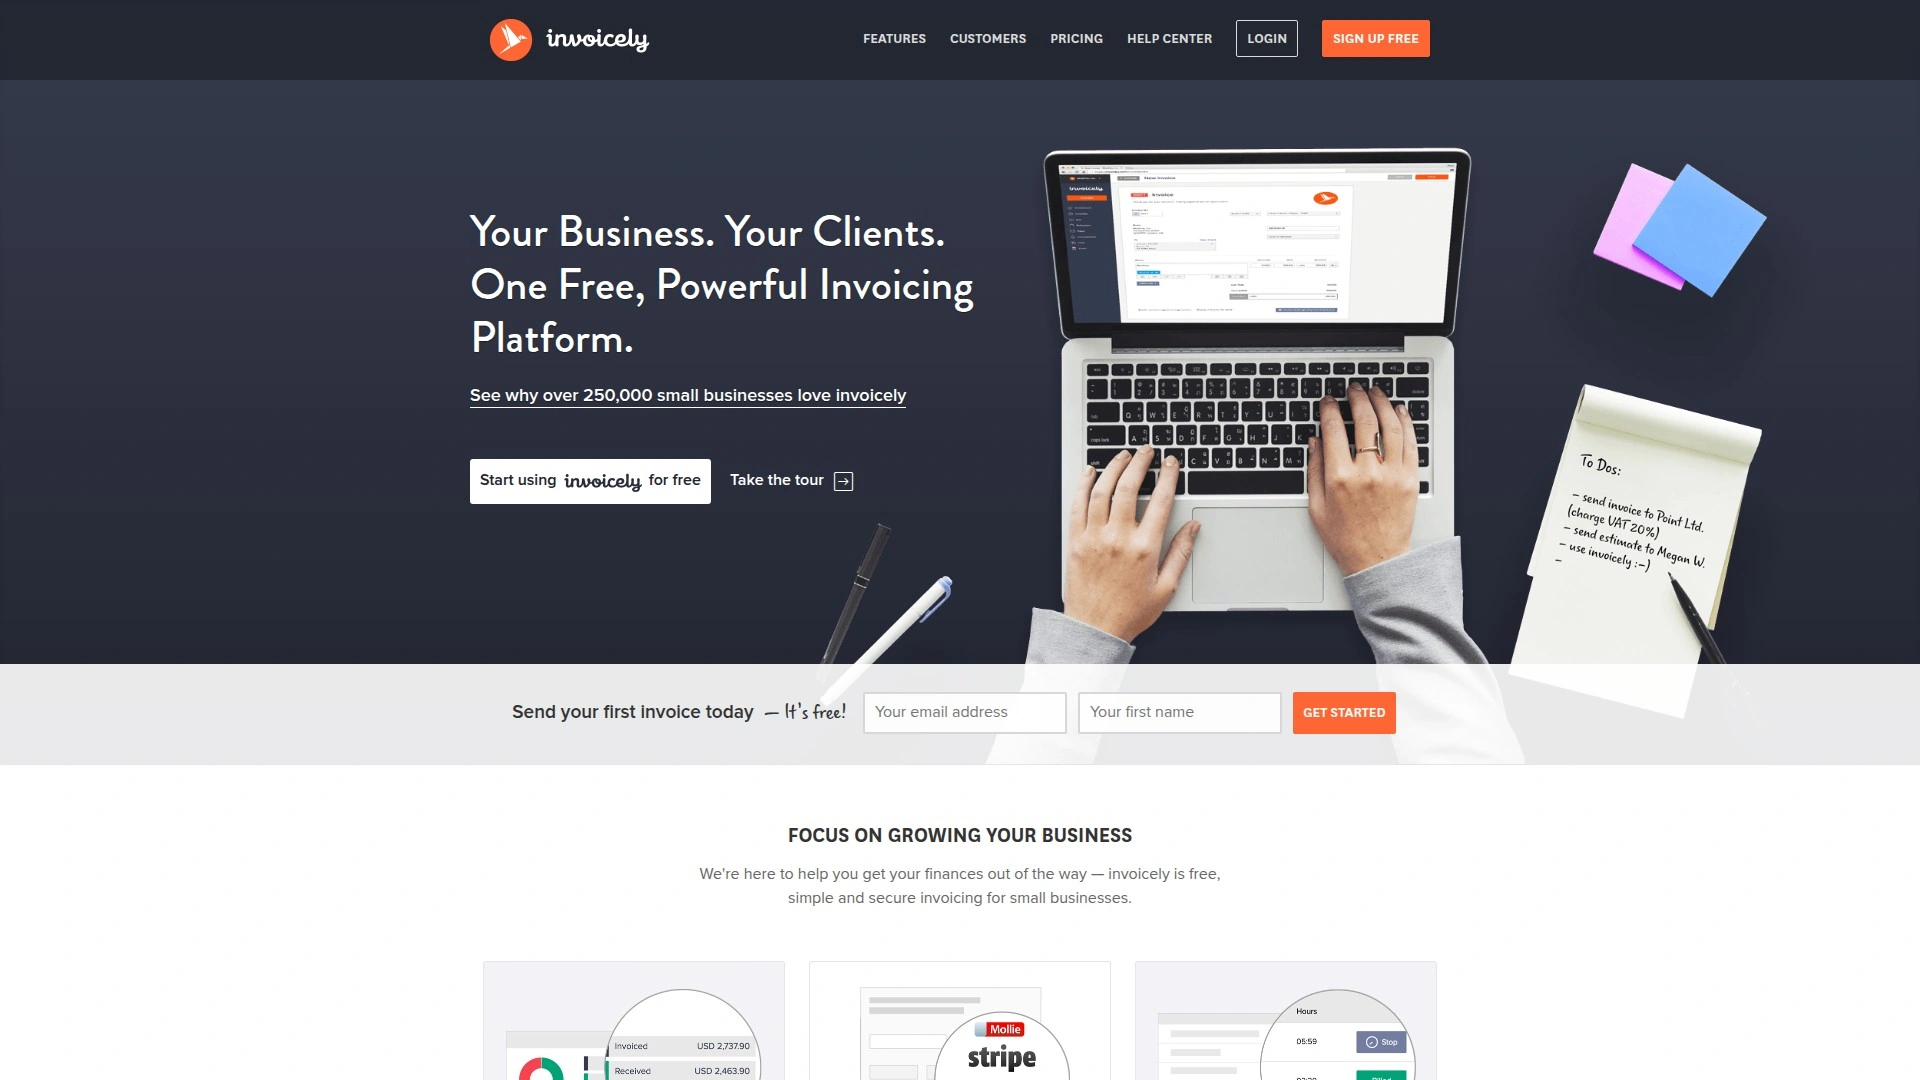 invoicely
FEATURES
CUSTOMERS
PRICING
HELP CENTER
LOGIN
SIGN UP FREE
Your Business. Your Clients.
One Free, Powerful Invoicing
Platform.
See why over 250,000 small businesses love invoicely
Start using invoicely for free
Take the tour
invoicely
To Dos:
– send invoice to Point Ltd.
(charge VAT 20%)
– send estimate to Megan W.
– use invoicely :-)
–
Send your first invoice today — It's free!
Your email address
Your first name
GET STARTED
FOCUS ON GROWING YOUR BUSINESS
We're here to help you get your finances out of the way — invoicely is free,
simple and secure invoicing for small businesses.
Invoiced USD 2,737.90
Received USD 2,463.90
Mollie
stripe
Hours
05:59 Stop